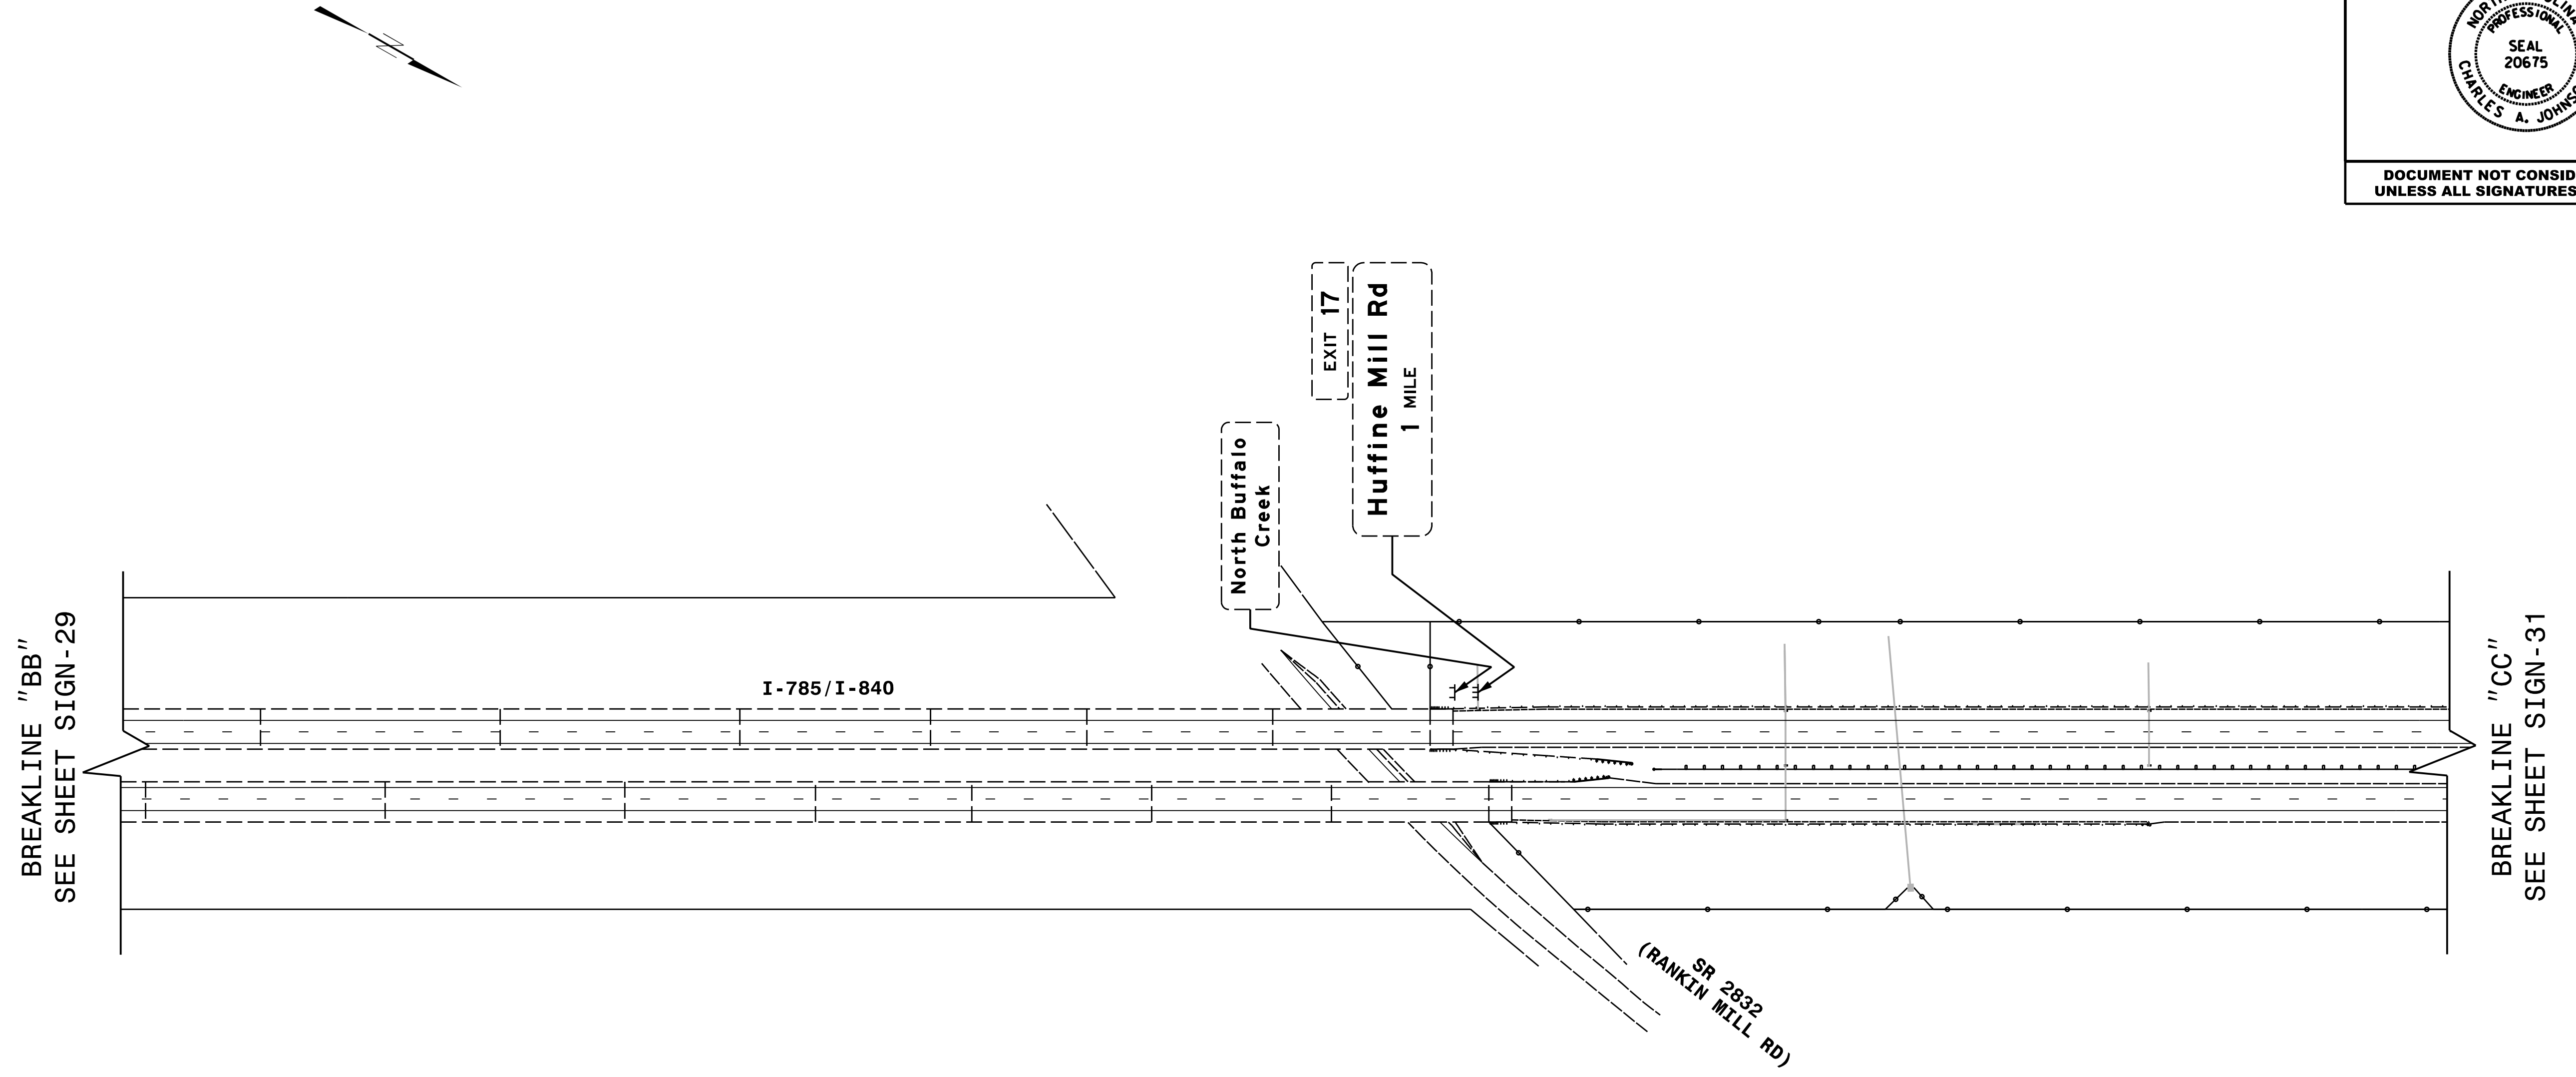 PROFESSIONAL
SEAL
20675
ENGINEER
CHARLES A.
DOCUMENT NOT
UNLESS ALL SIGNATURES
EXIT 17
Huffine Mill Rd
1 MILE
North Buffalo
Creek
I-785/I-840
BREAKLINE "BB"
SEE SHEET SIGN-29
BREAKLINE "CC"
SEE SHEET SIGN-31
SR 2832
(RANKIN MILL RD)